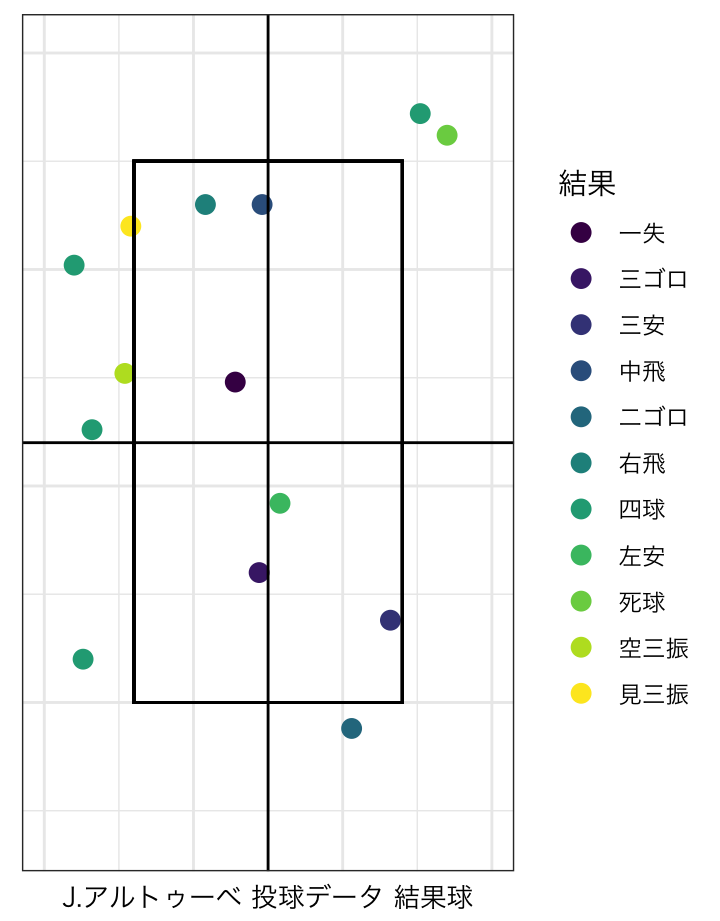 結果
一失
三ゴロ
三安
中飛
二ゴロ
右飛
四球
左安
死球
空三振
見三振
J.アルトゥーベ 投球データ 結果球